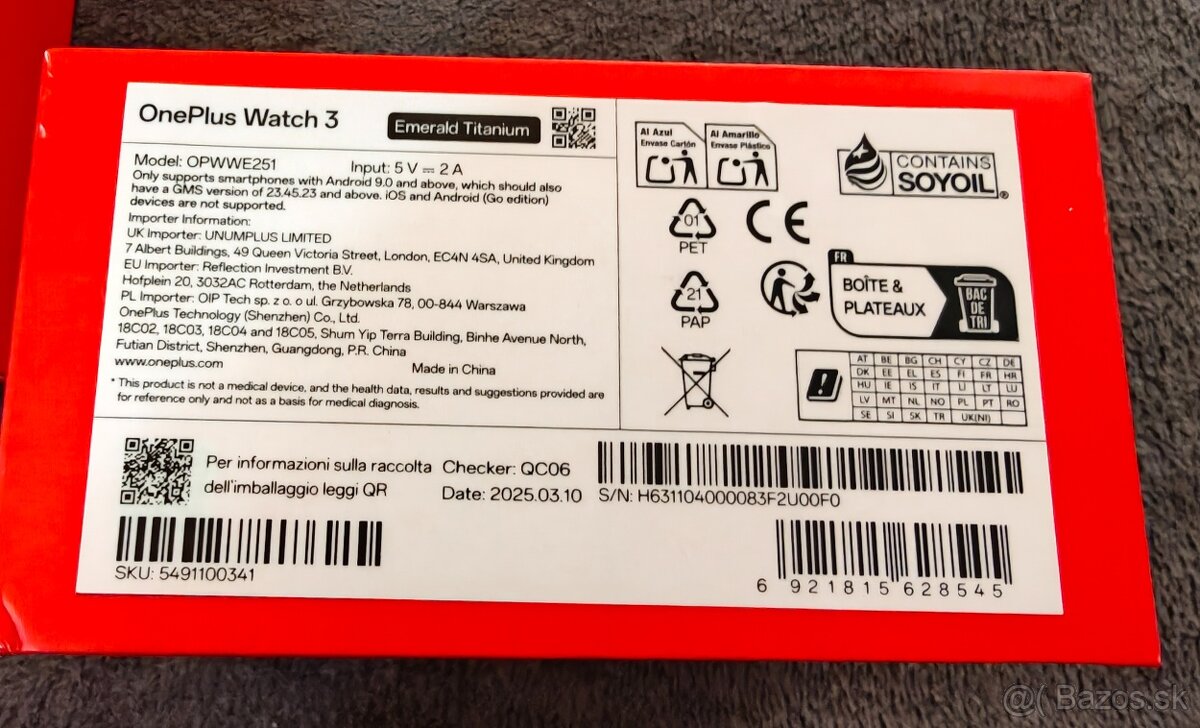 OnePlus Watch 3
Emerald Titanium
Model: OPWWE251 Input: 5 V ⎓ 2 A
Only supports smartphones with Android 9.0 and above, which should also
have a GMS version of 23.45.23 and above. iOS and Android (Go edition)
devices are not supported.
Importer Information:
UK Importer: UNUMPLUS LIMITED
7 Albert Buildings, 49 Queen Victoria Street, London, EC4N 4SA, United Kingdom
EU Importer: Reflection Investment B.V.
Hofplein 20, 3032AC Rotterdam, the Netherlands
PL Importer: OIP Tech sp. z o. o ul. Grzybowska 78, 00-844 Warszawa
OnePlus Technology (Shenzhen) Co., Ltd.
18C02, 18C03, 18C04 and 18C05, Shum Yip Terra Building, Binhe Avenue North,
Futian District, Shenzhen, Guangdong, P.R. China
www.oneplus.com Made in China
* This product is not a medical device, and the health data, results and suggestions provided are
for reference only and not as a basis for medical diagnosis.
Al Azul
Envase Cartón
Al Amarillo
Envase Plástico
CONTAINS
SOYOIL®
01
PET
CE
21
PAP
FR
BOÎTE &
PLATEAUX
BAC
DE
TRI
AT BE BG CH CY CZ DE
DK EE EL ES FI FR HR
HU IE IS IT LI LT LU
LV MT NL NO PL PT RO
SE SI SK TR UK(NI)
Per informazioni sulla raccolta
dell'imballaggio leggi QR
Checker: QC06
Date: 2025.03.10
S/N: H631104000083F2U00F0
SKU: 5491100341
6 921815 628545
@( Bazos.sk